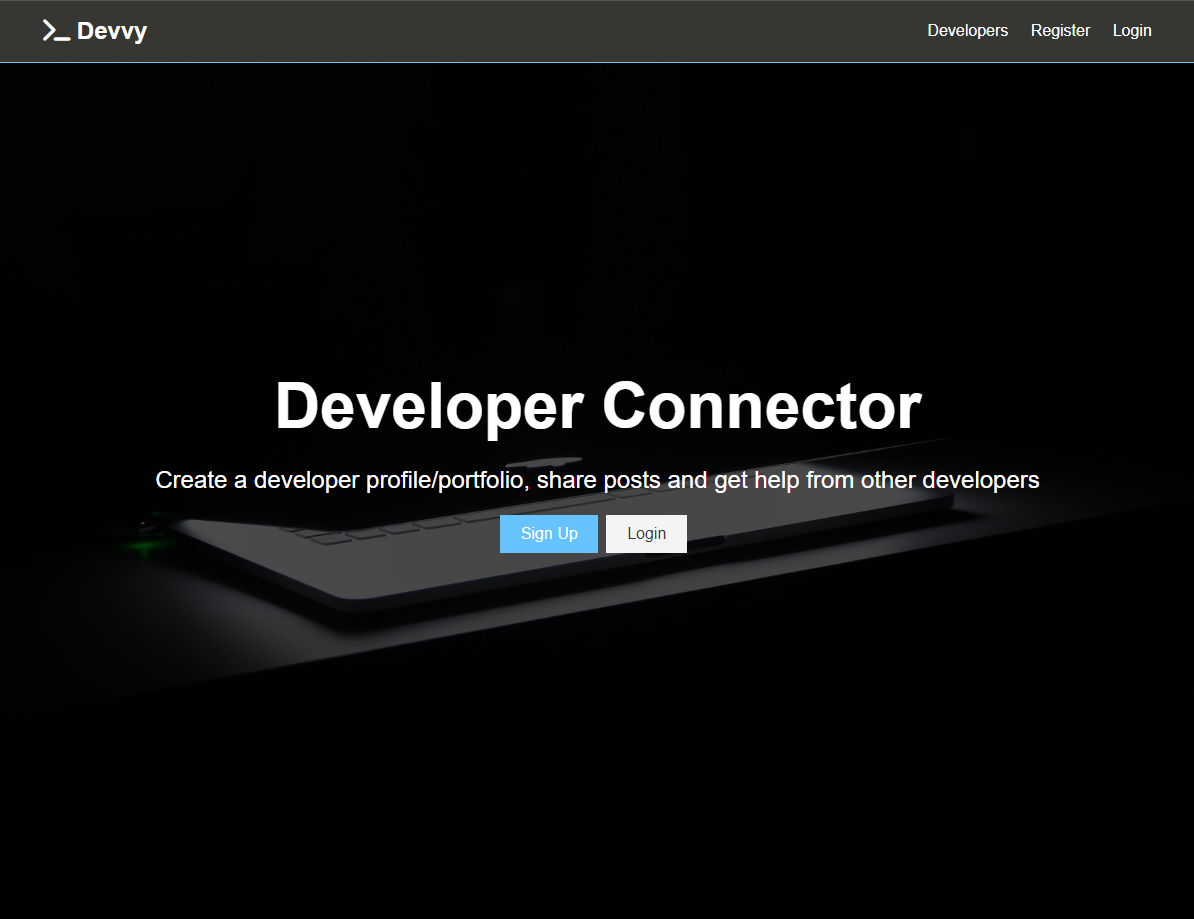 Devvy
Developers Register Login
Developer Connector
Create a developer profile/portfolio, share posts and get help from other developers
Sign Up Login